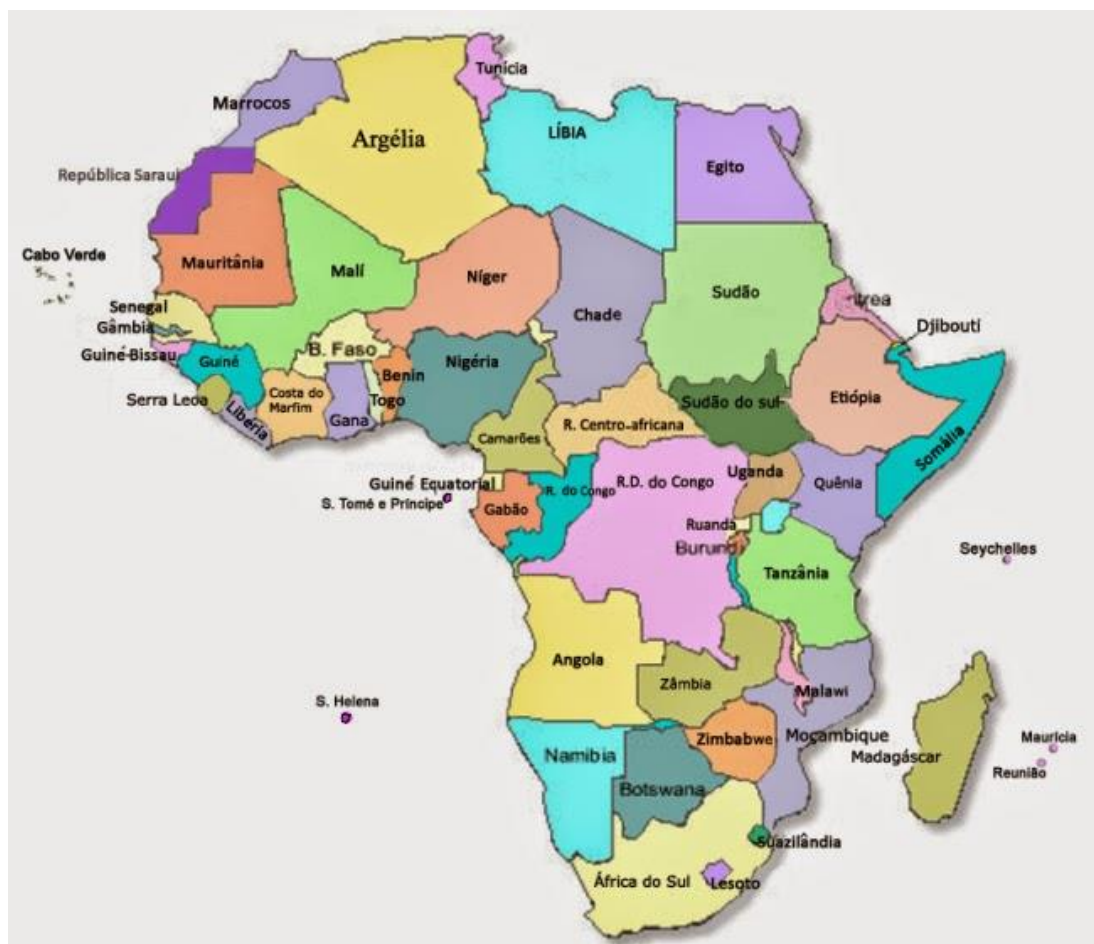 Tunícia
Marrocos
Argélia
LÍBIA
Egito
República Saraui
Cabo Verde
Mauritânia
Malí
Níger
Chade
Sudão
Eritrea
Djibouti
Senegal
Gâmbia
Guiné-Bissau
Guiné
B. Faso
Benin
Nigéria
Serra Leoa
Libéria
Costa do
Marfim
Gana
Togo
Camarões
R. Centro-africana
Sudão do sul
Etiópia
Somália
Guiné Equatorial
S. Tomé e Príncipe
Gabão
R. do Congo
R.D. do Congo
Uganda
Quênia
Ruanda
Burundi
Tanzânia
Seychelles
Angola
Zâmbia
Malawi
S. Helena
Namibia
Botswana
Zimbabwe
Moçambique
Madagáscar
Mauricia
Reunião
Suazilândia
África do Sul
Lesoto